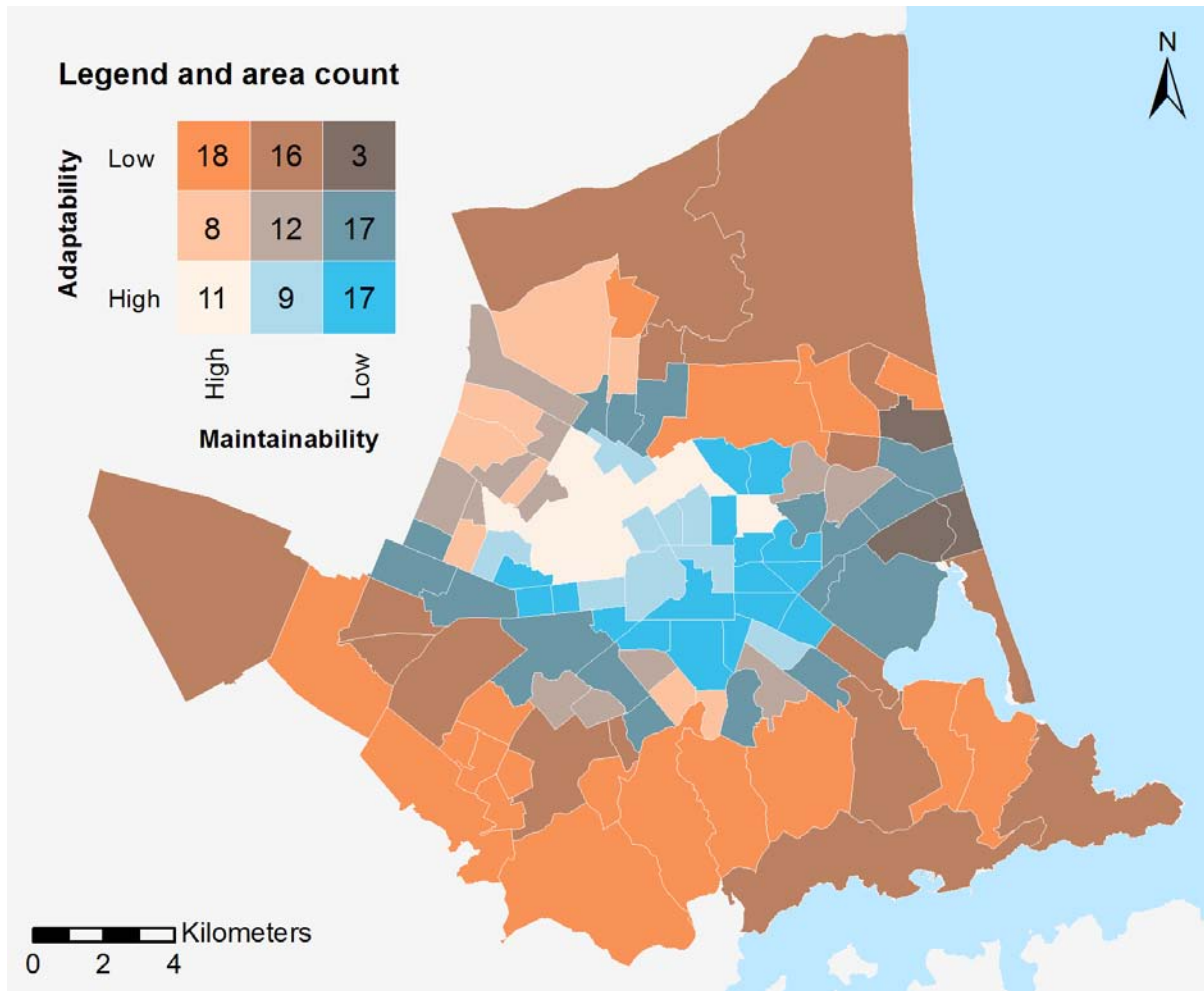 Legend and area count
Adaptability
Low 18 16 3
8 12 17
High 11 9 17
High Low
Maintainability
N
Kilometers
0 2 4